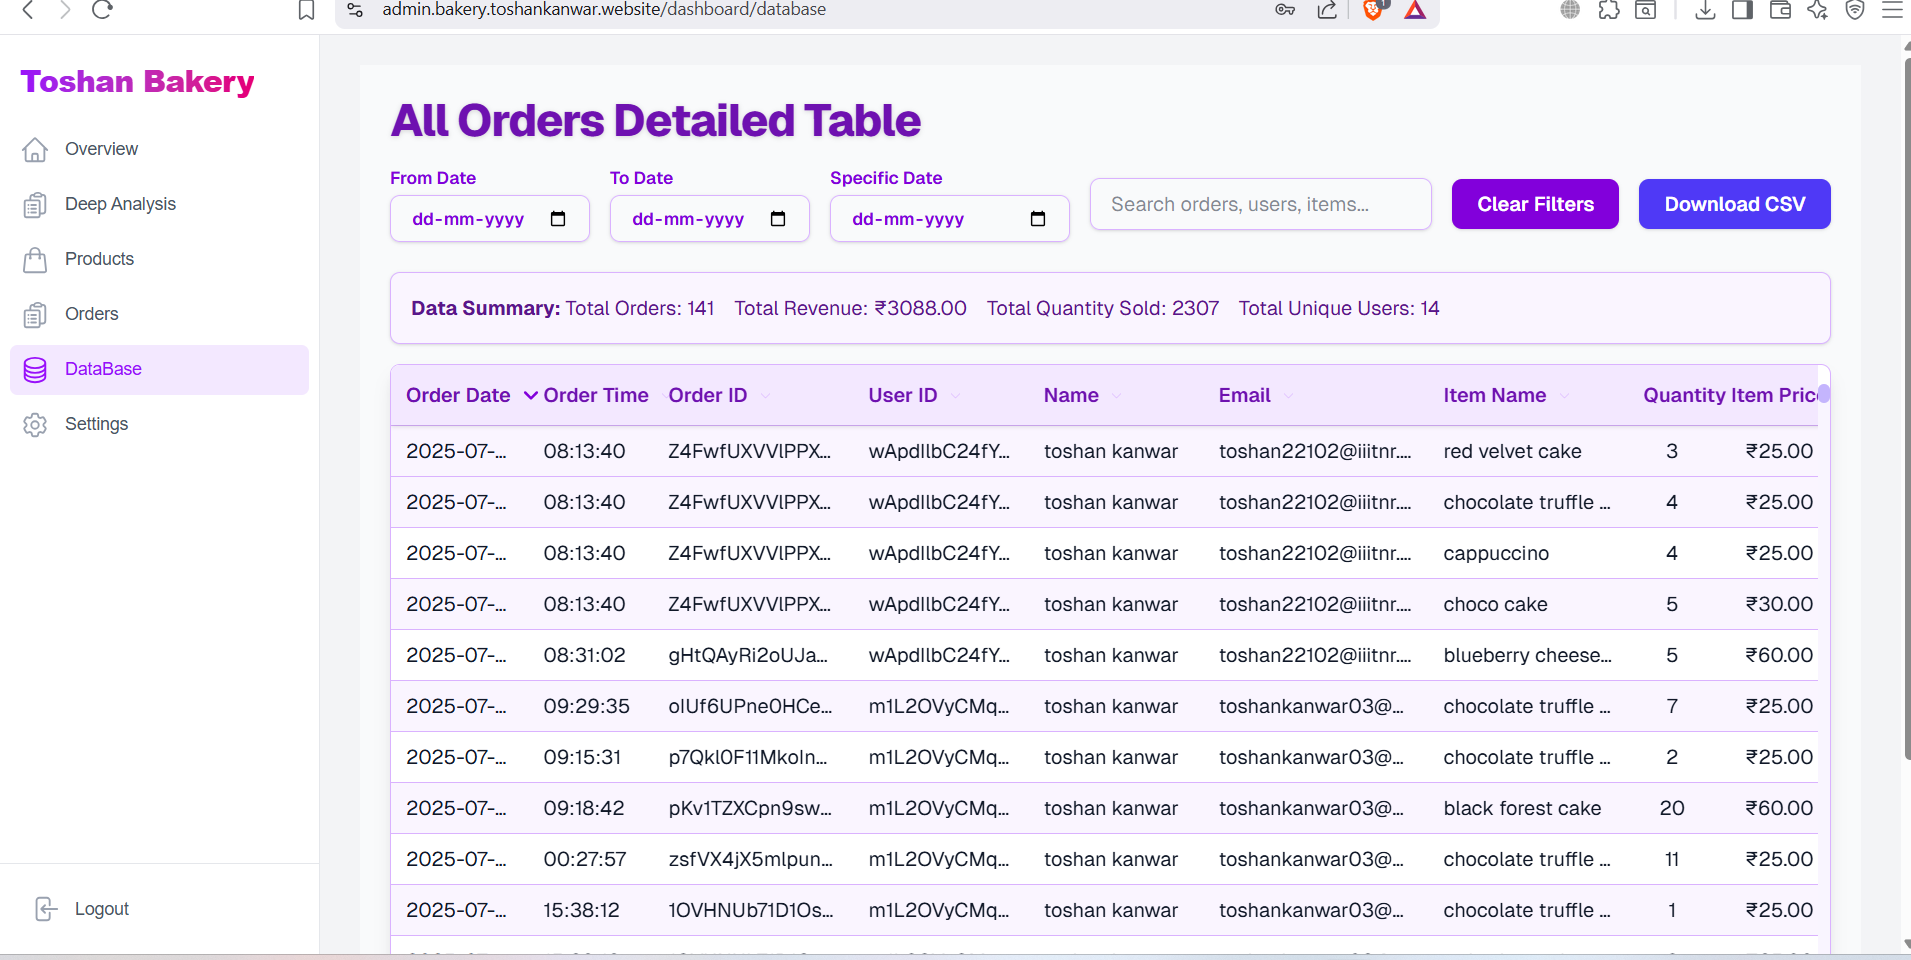 admin.bakery.toshankanwar.website/dashboard/database
Toshan Bakery
Overview
Deep Analysis
Products
Orders
DataBase
Settings
Logout
All Orders Detailed Table
From Date To Date Specific Date
dd-mm-yyyy dd-mm-yyyy dd-mm-yyyy Search orders, users, items... Clear Filters Download CSV
Data Summary: Total Orders: 141 Total Revenue: ₹3088.00 Total Quantity Sold: 2307 Total Unique Users: 14
Order Date Order Time Order ID User ID Name Email Item Name Quantity Item Pric
2025-07-... 08:13:40 Z4FwfUXVVlPPX... wApdIlbC24fY... toshan kanwar toshan22102@iiitnr.... red velvet cake 3 ₹25.00
2025-07-... 08:13:40 Z4FwfUXVVlPPX... wApdIlbC24fY... toshan kanwar toshan22102@iiitnr.... chocolate truffle ... 4 ₹25.00
2025-07-... 08:13:40 Z4FwfUXVVlPPX... wApdIlbC24fY... toshan kanwar toshan22102@iiitnr.... cappuccino 4 ₹25.00
2025-07-... 08:13:40 Z4FwfUXVVlPPX... wApdIlbC24fY... toshan kanwar toshan22102@iiitnr.... choco cake 5 ₹30.00
2025-07-... 08:31:02 gHtQAyRi2oUJa... wApdIlbC24fY... toshan kanwar toshan22102@iiitnr.... blueberry cheese... 5 ₹60.00
2025-07-... 09:29:35 oIUf6UPne0HCe... m1L2OVyCMq... toshan kanwar toshankanwar03@... chocolate truffle ... 7 ₹25.00
2025-07-... 09:15:31 p7Qkl0F11MkoIn... m1L2OVyCMq... toshan kanwar toshankanwar03@... chocolate truffle ... 2 ₹25.00
2025-07-... 09:18:42 pKv1TZXCpn9sw... m1L2OVyCMq... toshan kanwar toshankanwar03@... black forest cake 20 ₹60.00
2025-07-... 00:27:57 zsfVX4jX5mlpun... m1L2OVyCMq... toshan kanwar toshankanwar03@... chocolate truffle ... 11 ₹25.00
2025-07-... 15:38:12 1OVHNUb71D1Os... m1L2OVyCMq... toshan kanwar toshankanwar03@... chocolate truffle ... 1 ₹25.00